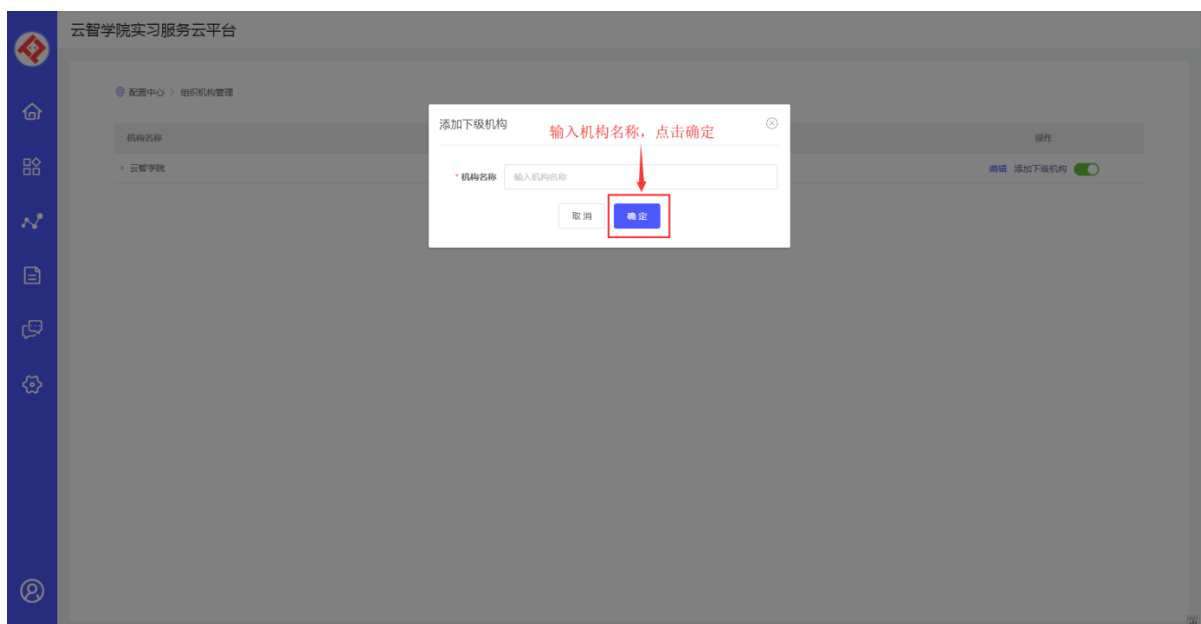 云智学院实习服务云平台
配置中心 > 组织机构管理
添加下级机构
输入机构名称，点击确定
机构名称 操作
云智学院 编辑 添加下级机构
* 机构名称 输入机构名称
取消 确定